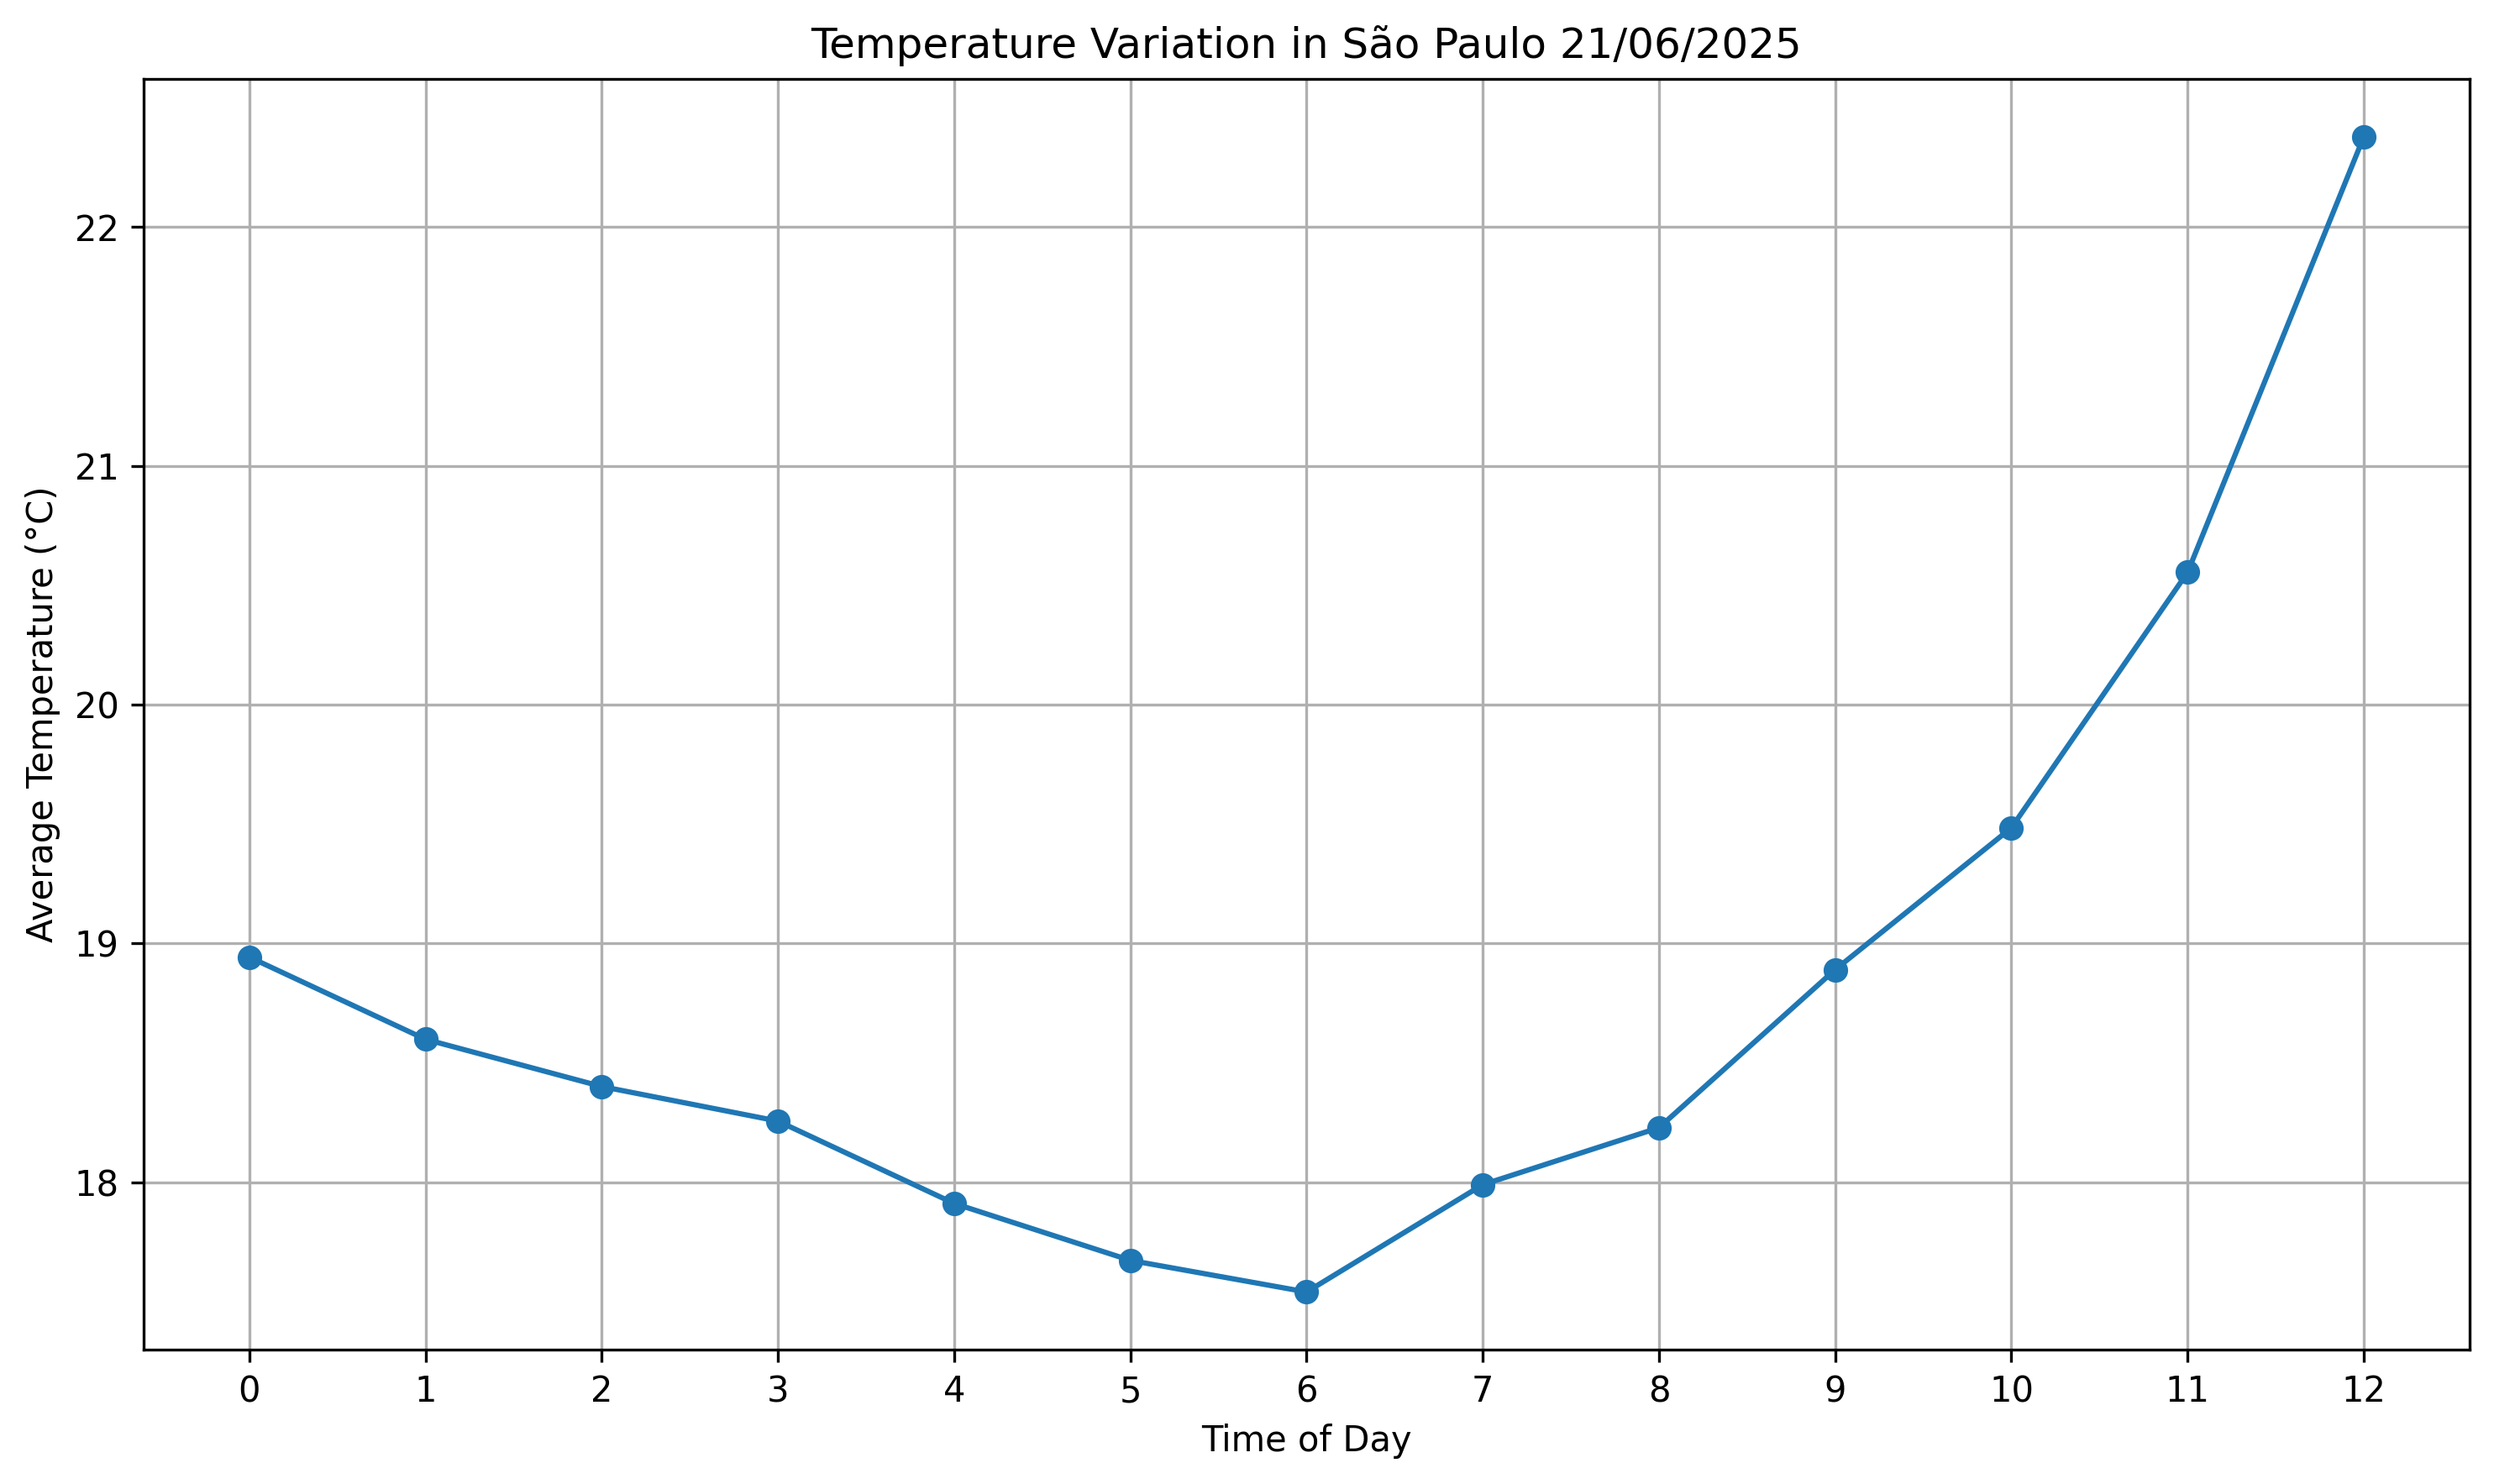 Temperature Variation in São Paulo 21/06/2025
Average Temperature (°C)
22
21
20
19
18
0 1 2 3 4 5 6 7 8 9 10 11 12
Time of Day